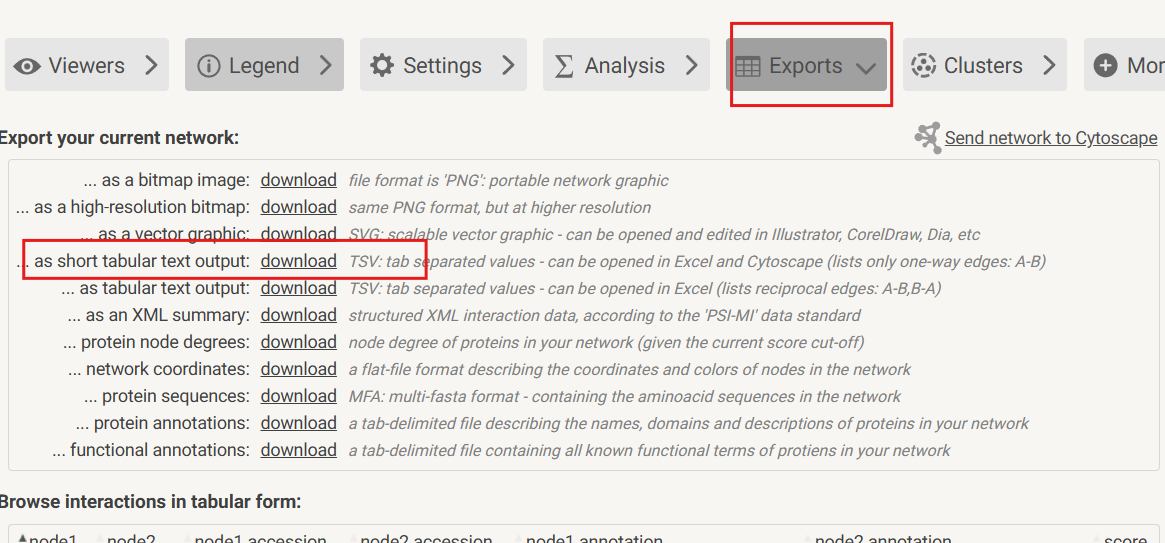 Viewers Legend Settings Analysis Exports Clusters Mor
Export your current network: Send network to Cytoscape
... as a bitmap image: download file format is 'PNG': portable network graphic
... as a high-resolution bitmap: download same PNG format, but at higher resolution
... as a vector graphic: download SVG: scalable vector graphic - can be opened and edited in Illustrator, CorelDraw, Dia, etc
... as short tabular text output: download TSV: tab separated values - can be opened in Excel and Cytoscape (lists only one-way edges: A-B)
... as tabular text output: download TSV: tab separated values - can be opened in Excel (lists reciprocal edges: A-B,B-A)
... as an XML summary: download structured XML interaction data, according to the 'PSI-MI' data standard
... protein node degrees: download node degree of proteins in your network (given the current score cut-off)
... network coordinates: download a flat-file format describing the coordinates and colors of nodes in the network
... protein sequences: download MFA: multi-fasta format - containing the aminoacid sequences in the network
... protein annotations: download a tab-delimited file describing the names, domains and descriptions of proteins in your network
... functional annotations: download a tab-delimited file containing all known functional terms of protiens in your network
Browse interactions in tabular form:
node1 node2 node1 accession node2 accession node1 annotation node2 annotation score